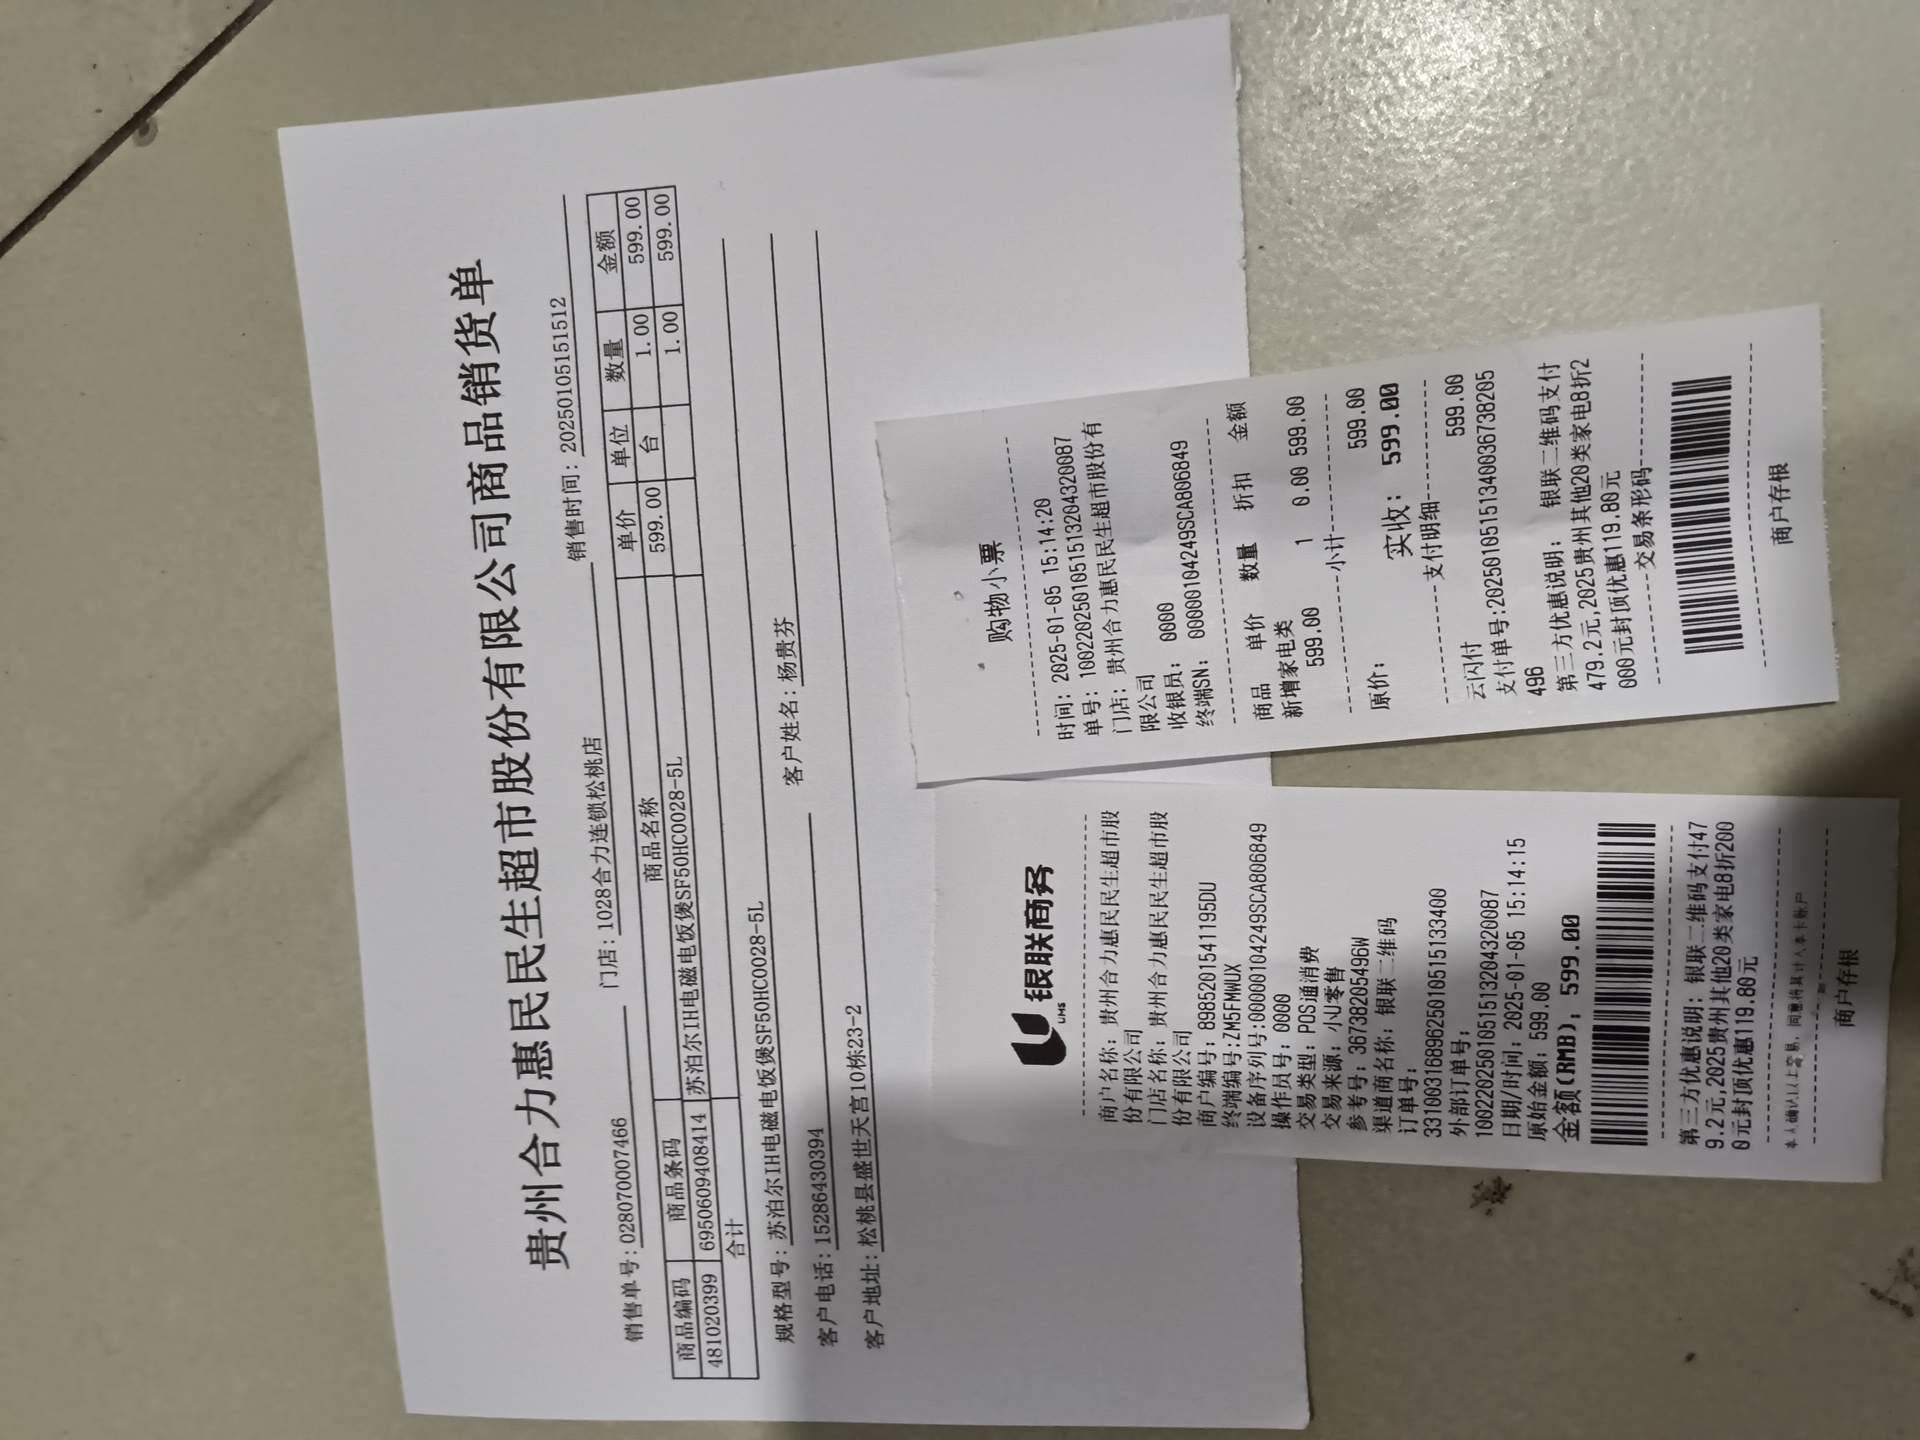 贵州合力惠民民生超市股份有限公司商品销货单
销售单号:028070007466 门店:1028合力连锁松桃店 销售时间:20250105151512
商品编码 商品条码 商品名称 单价 单位 数量 金额
481020399 6950609408414 苏泊尔IH电磁电饭煲SF50HC0028-5L 599.00 台 1.00 599.00
合计 1.00 599.00
规格型号:苏泊尔IH电磁电饭煲SF50HC0028-5L
客户电话:15286430394 客户姓名:杨贵芬
客户地址:松桃县盛世天宫10栋23-2
银联商务
UMS
商户名称: 贵州合力惠民民生超市股
份有限公司
门店名称: 贵州合力惠民民生超市股
份有限公司
商户编号: 89852015411195DU
终端编号:ZM5FMWUX
设备序列号:00000104249SCA806849
操作员号: 0000
交易类型: POS通消费
交易来源: 小U零售
参考号: 36738205496W
渠道商名称: 银联二维码
订单号:
33100316896250105151133400
外部订单号:
10022025010515132043200​87
日期/时间: 2025-01-05 15:14:15
原始金额: 599.00
金额(RMB): 599.00
第三方优惠说明: 银联二维码支付47
9.2元,2025贵州其他20类家电8折200
0元封顶优惠119.80元
本人确认以上交易,同意将其计入本卡账户
商户存根
购物小票
时间: 2025-01-05 15:14:20
单号: 1002202501051513204320087
门店: 贵州合力惠民民生超市股份有
限公司
收银员: 0000
终端SN: 00000104249SCA806849
商品 单价 数量 折扣 金额
新增家电类
599.00 1 0.00 599.00
小计
原价: 599.00
实收: 599.00
支付明细
云闪付 599.00
支付单号:20250105151340036738205
496
第三方优惠说明: 银联二维码支付
479.2元,2025贵州其他20类家电8折2
000元封顶优惠119.80元
交易条形码
商户存根